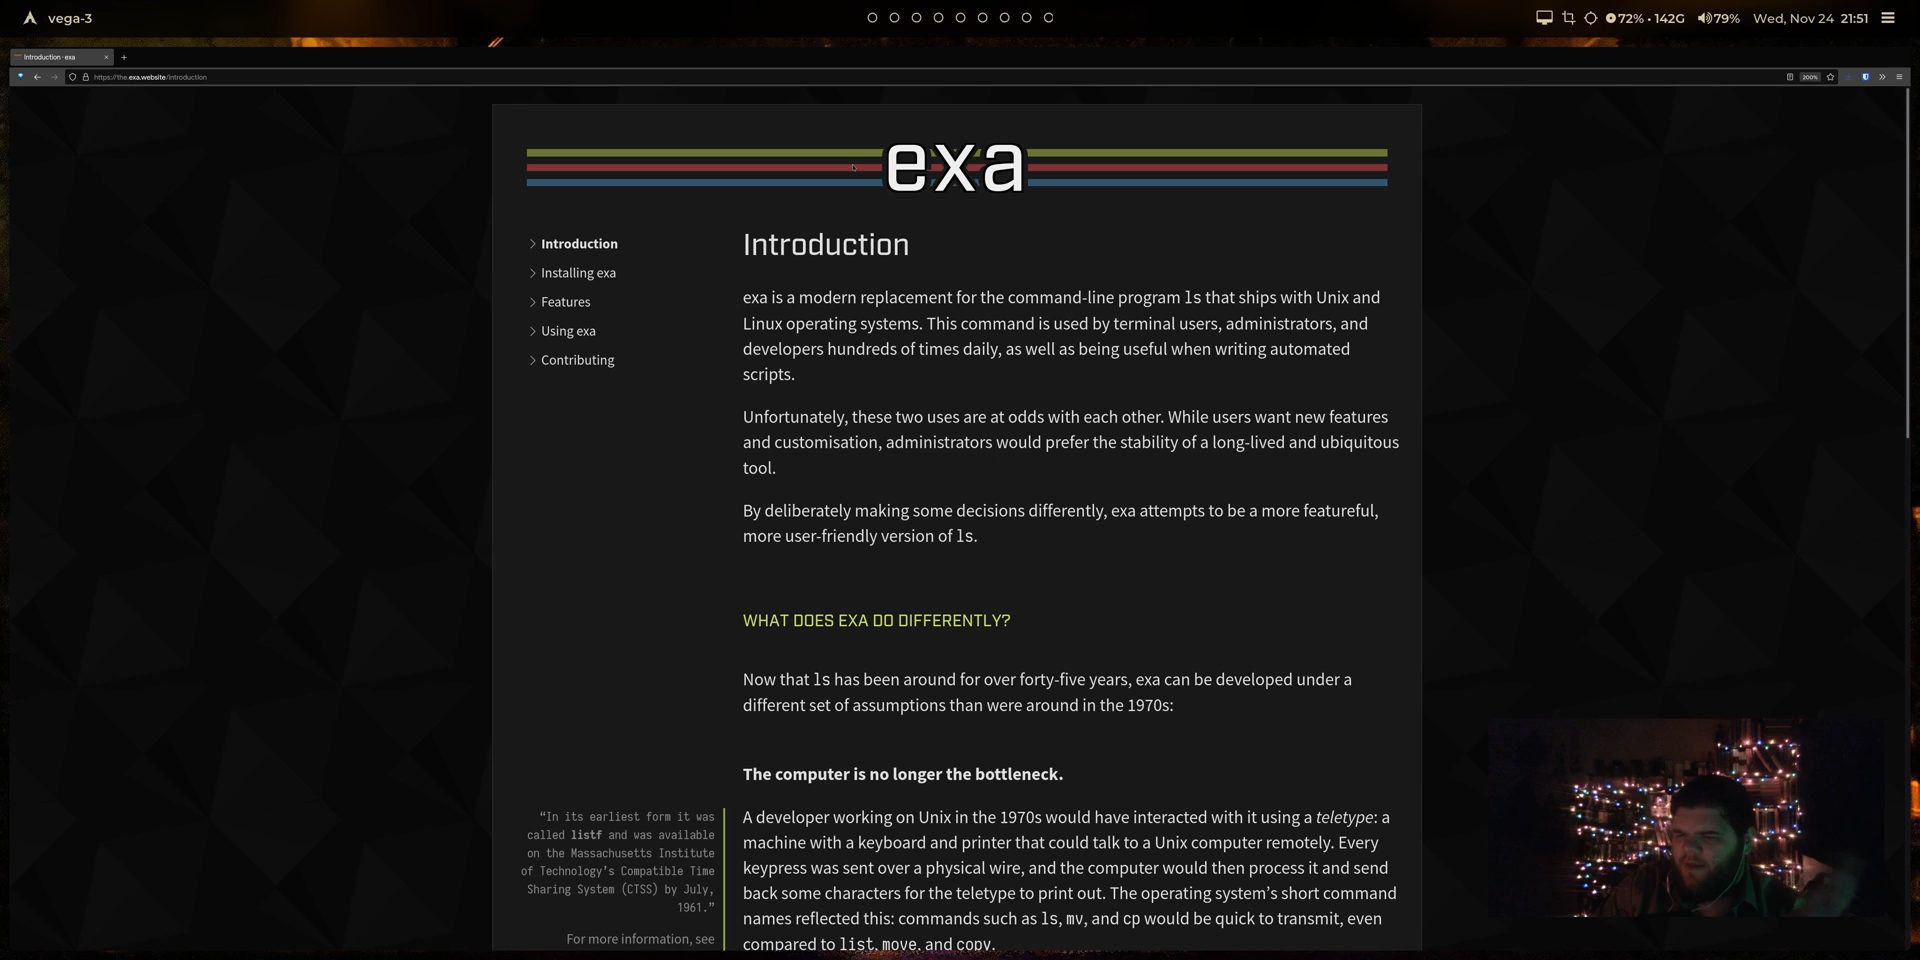 vega-3
72% • 142G 79% Wed, Nov 24 21:51
Introduction - exa
https://the.exa.website/introduction
200%
exa
Introduction
Installing exa
Features
Using exa
Contributing
Introduction
exa is a modern replacement for the command-line program ls that ships with Unix and
Linux operating systems. This command is used by terminal users, administrators, and
developers hundreds of times daily, as well as being useful when writing automated
scripts.
Unfortunately, these two uses are at odds with each other. While users want new features
and customisation, administrators would prefer the stability of a long-lived and ubiquitous
tool.
By deliberately making some decisions differently, exa attempts to be a more featureful,
more user-friendly version of ls.
WHAT DOES EXA DO DIFFERENTLY?
Now that ls has been around for over forty-five years, exa can be developed under a
different set of assumptions than were around in the 1970s:
The computer is no longer the bottleneck.
“In its earliest form it was
called listf and was available
on the Massachusetts Institute
of Technology’s Compatible Time
Sharing System (CTSS) by July,
1961.”
For more information, see
A developer working on Unix in the 1970s would have interacted with it using a teletype: a
machine with a keyboard and printer that could talk to a Unix computer remotely. Every
keypress was sent over a physical wire, and the computer would then process it and send
back some characters for the teletype to print out. The operating system’s short command
names reflected this: commands such as ls, mv, and cp would be quick to transmit, even
compared to list, move, and copy.